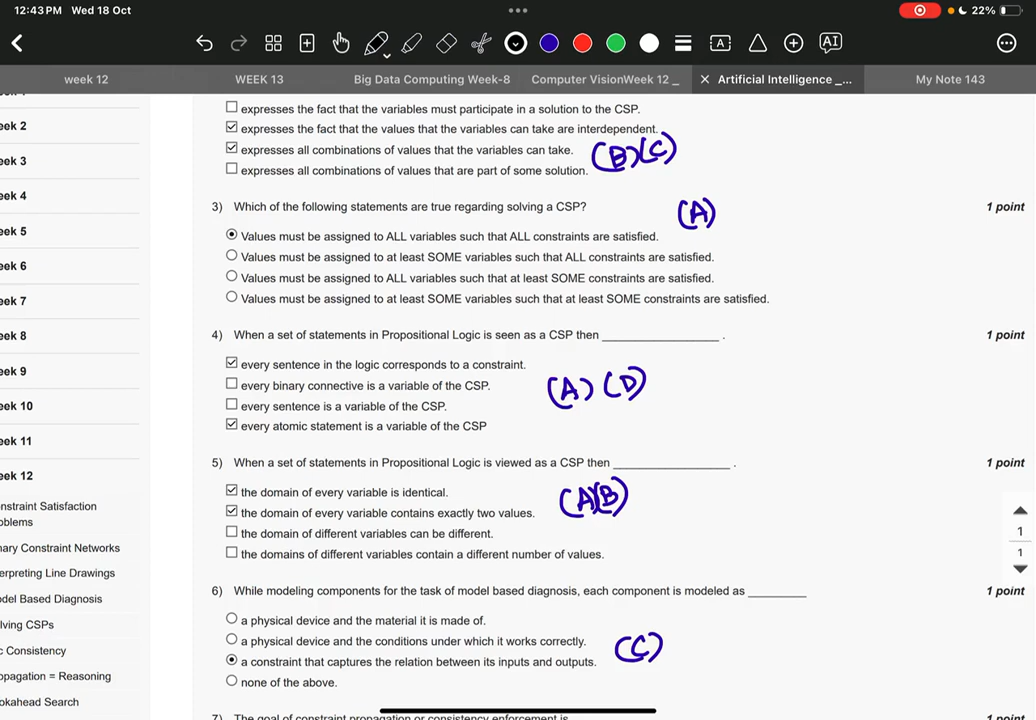 12:43 PM Wed 18 Oct
22%
week 12
WEEK 13
Big Data Computing Week-8
Computer VisionWeek 12 _
Artificial Intelligence _...
My Note 143
eek 2
eek 3
eek 4
eek 5
eek 6
eek 7
eek 8
eek 9
eek 10
eek 11
eek 12
nstraint Satisfaction
oblems
nary Constraint Networks
erpreting Line Drawings
odel Based Diagnosis
lving CSPs
c Consistency
opagation = Reasoning
okahead Search
expresses the fact that the variables must participate in a solution to the CSP.
expresses the fact that the values that the variables can take are interdependent.
expresses all combinations of values that the variables can take.
expresses all combinations of values that are part of some solution.
(B)(C)
3) Which of the following statements are true regarding solving a CSP?
1 point
(A)
Values must be assigned to ALL variables such that ALL constraints are satisfied.
Values must be assigned to at least SOME variables such that ALL constraints are satisfied.
Values must be assigned to ALL variables such that at least SOME constraints are satisfied.
Values must be assigned to at least SOME variables such that at least SOME constraints are satisfied.
4) When a set of statements in Propositional Logic is seen as a CSP then ________________ .
1 point
every sentence in the logic corresponds to a constraint.
every binary connective is a variable of the CSP.
every sentence is a variable of the CSP.
every atomic statement is a variable of the CSP
(A) (D)
5) When a set of statements in Propositional Logic is viewed as a CSP then ________________ .
1 point
the domain of every variable is identical.
the domain of every variable contains exactly two values.
the domain of different variables can be different.
the domains of different variables contain a different number of values.
(A)(B)
6) While modeling components for the task of model based diagnosis, each component is modeled as ________
1 point
a physical device and the material it is made of.
a physical device and the conditions under which it works correctly.
a constraint that captures the relation between its inputs and outputs.
none of the above.
(C)
7) The goal of constraint propagation or consistency enforcement is
1 point
1
1